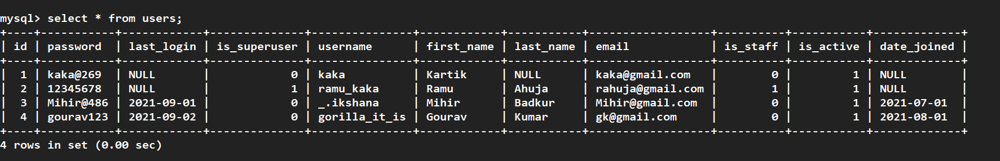 mysql> select * from users;
+----+-----------+------------+--------------+---------------+------------+-----------+------------------+----------+-----------+-------------+
| id | password  | last_login | is_superuser | username      | first_name | last_name | email            | is_staff | is_active | date_joined |
+----+-----------+------------+--------------+---------------+------------+-----------+------------------+----------+-----------+-------------+
|  1 | kaka@269  | NULL       |            0 | kaka          | Kartik     | NULL      | kaka@gmail.com   |        0 |         1 | NULL        |
|  2 | 12345678  | NULL       |            1 | ramu_kaka     | Ramu       | Ahuja     | rahuja@gmail.com |        1 |         1 | NULL        |
|  3 | Mihir@486 | 2021-09-01 |            0 | _.ikshana     | Mihir      | Badkur    | Mihir@gmail.com  |        0 |         1 | 2021-07-01  |
|  4 | gourav123 | 2021-09-02 |            0 | gorilla_it_is | Gourav     | Kumar     | gk@gmail.com     |        0 |         1 | 2021-08-01  |
+----+-----------+------------+--------------+---------------+------------+-----------+------------------+----------+-----------+-------------+
4 rows in set (0.00 sec)